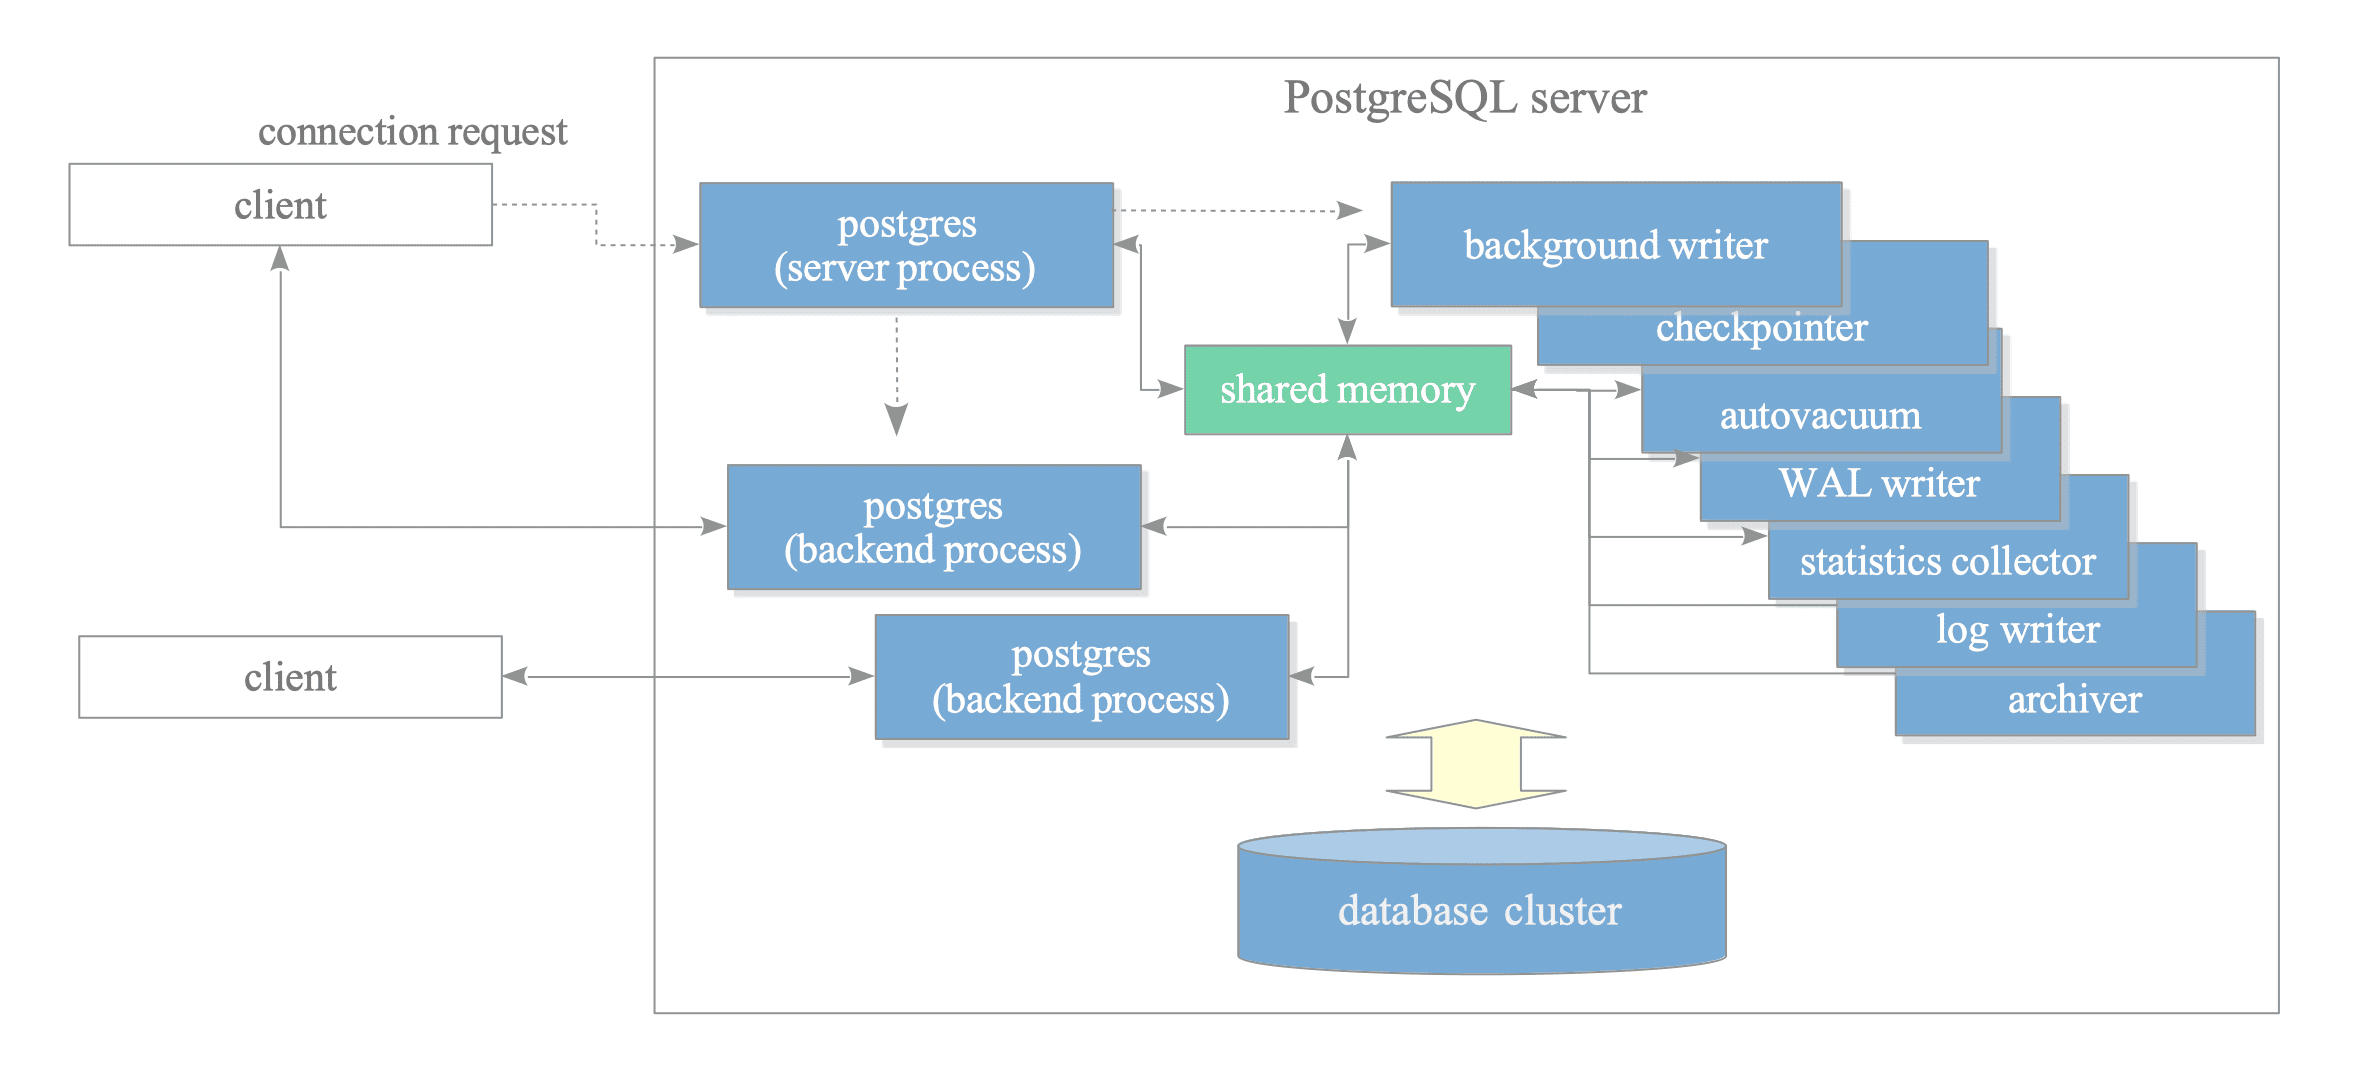 PostgreSQL server
connection request
client
postgres
(server process)
background writer
checkpointer
shared memory
autovacuum
WAL writer
postgres
(backend process)
statistics collector
log writer
client
postgres
(backend process)
archiver
database cluster